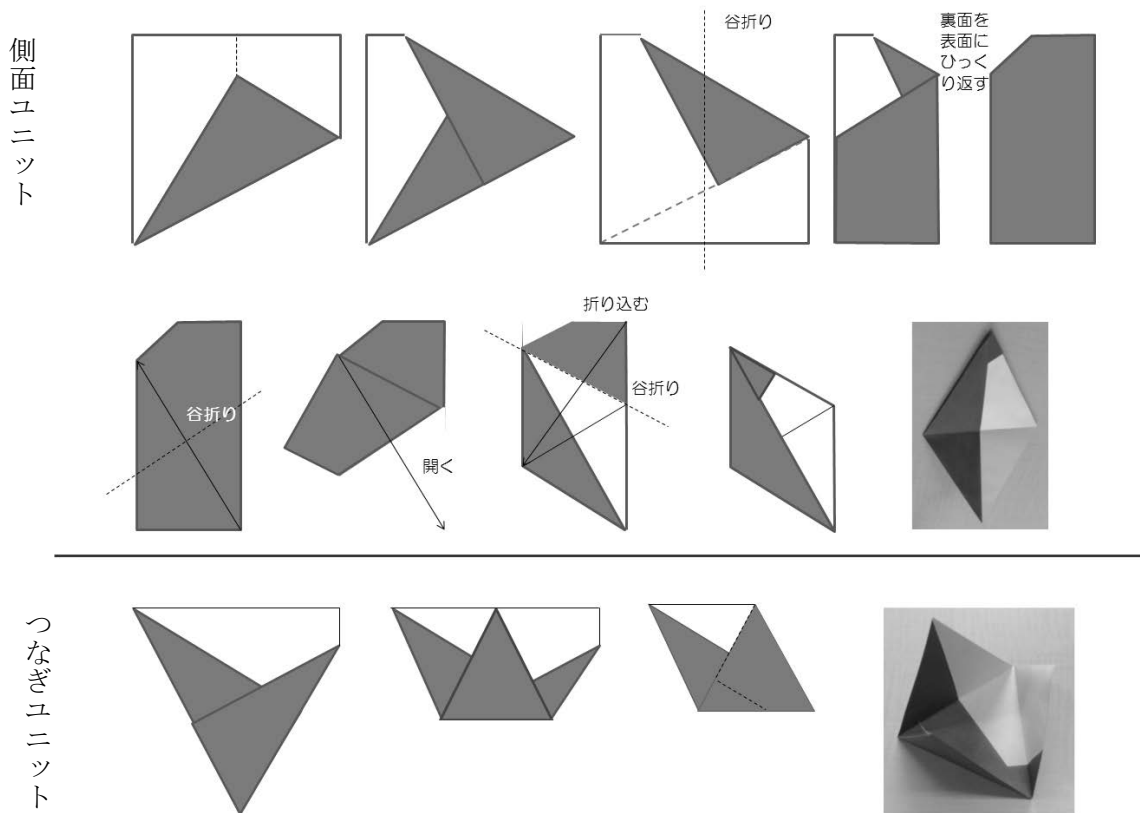 側面ユニット
谷折り
裏面を
表面に
ひっく
り返す
谷折り
開く
折り込む
谷折り
つなぎユニット